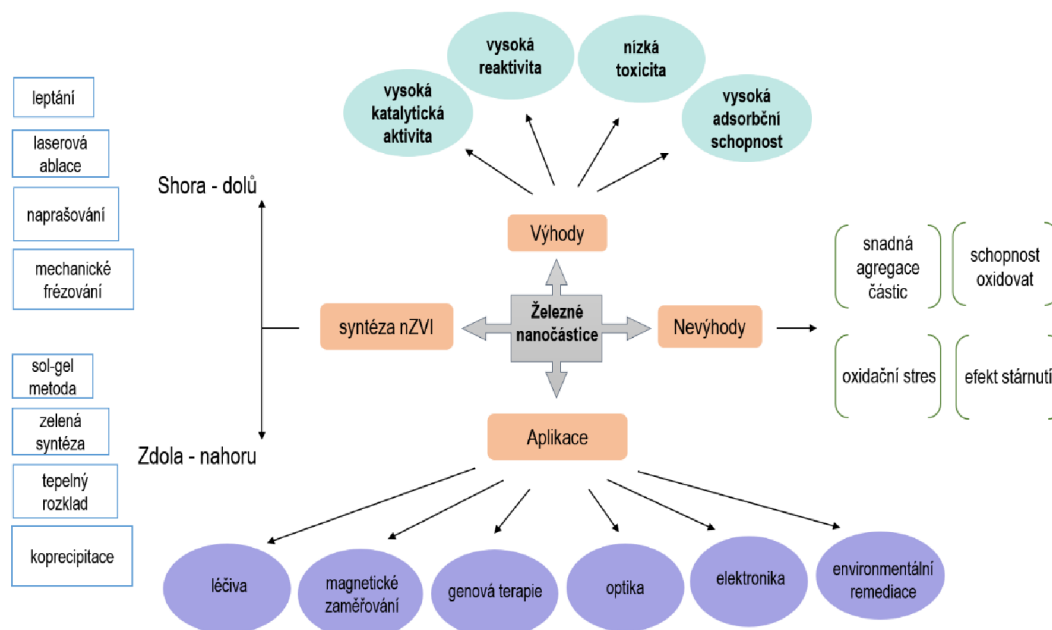 vysoká
reaktivita
nízká
toxicita
vysoká
katalytická
aktivita
vysoká
adsorbční
schopnost
leptání
laserová
ablace
naprašování
mechanické
frézování
Shora - dolů
Výhody
syntéza nZVI
Železné
nanočástice
Nevýhody
snadná
agregace
částic
schopnost
oxidovat
oxidační stres
efekt stárnutí
sol-gel
metoda
zelená
syntéza
tepelný
rozklad
koprecipitace
Zdola - nahoru
Aplikace
léčiva
magnetické
zaměřování
genová terapie
optika
elektronika
environmentální
remediace